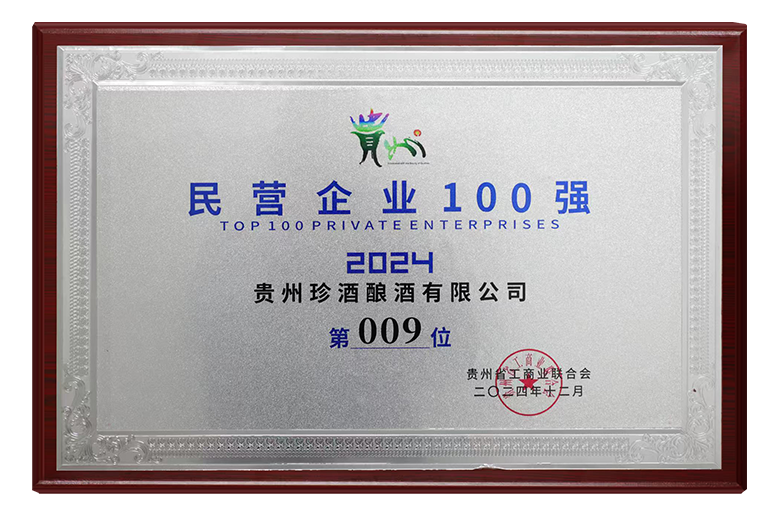 贵州
民营企业100强
TOP 100 PRIVATE ENTERPRISES
2024
贵州珍酒酿酒有限公司
第009位
贵州省工商业联合会
二〇二四年十二月